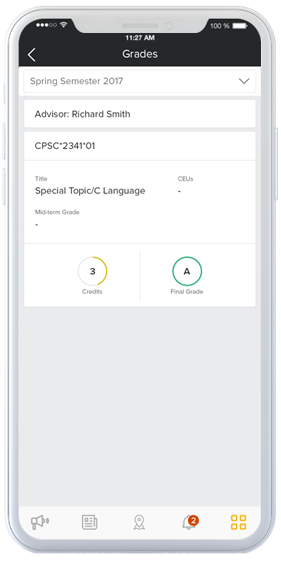 11:27 AM
100 %
Grades
Spring Semester 2017
Advisor: Richard Smith
CPSC*2341*01
Title
CEUs
Special Topic/C Language
-
Mid-term Grade
-
3
A
Credits
Final Grade
2